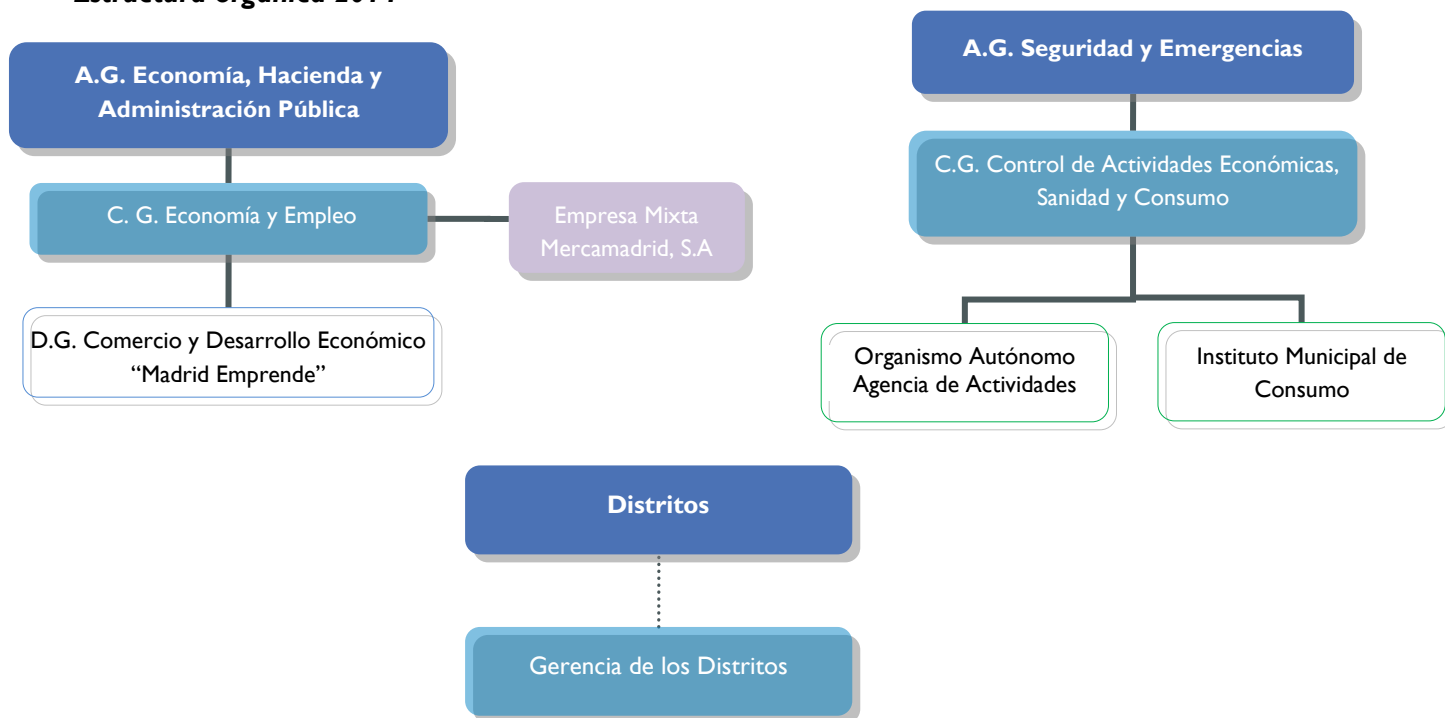 A.G. Economía, Hacienda y
Administración Pública
C. G. Economía y Empleo
Empresa Mixta
Mercamadrid, S.A
D.G. Comercio y Desarrollo Económico
“Madrid Emprende”
A.G. Seguridad y Emergencias
C.G. Control de Actividades Económicas,
Sanidad y Consumo
Organismo Autónomo
Agencia de Actividades
Instituto Municipal de
Consumo
Distritos
Gerencia de los Distritos